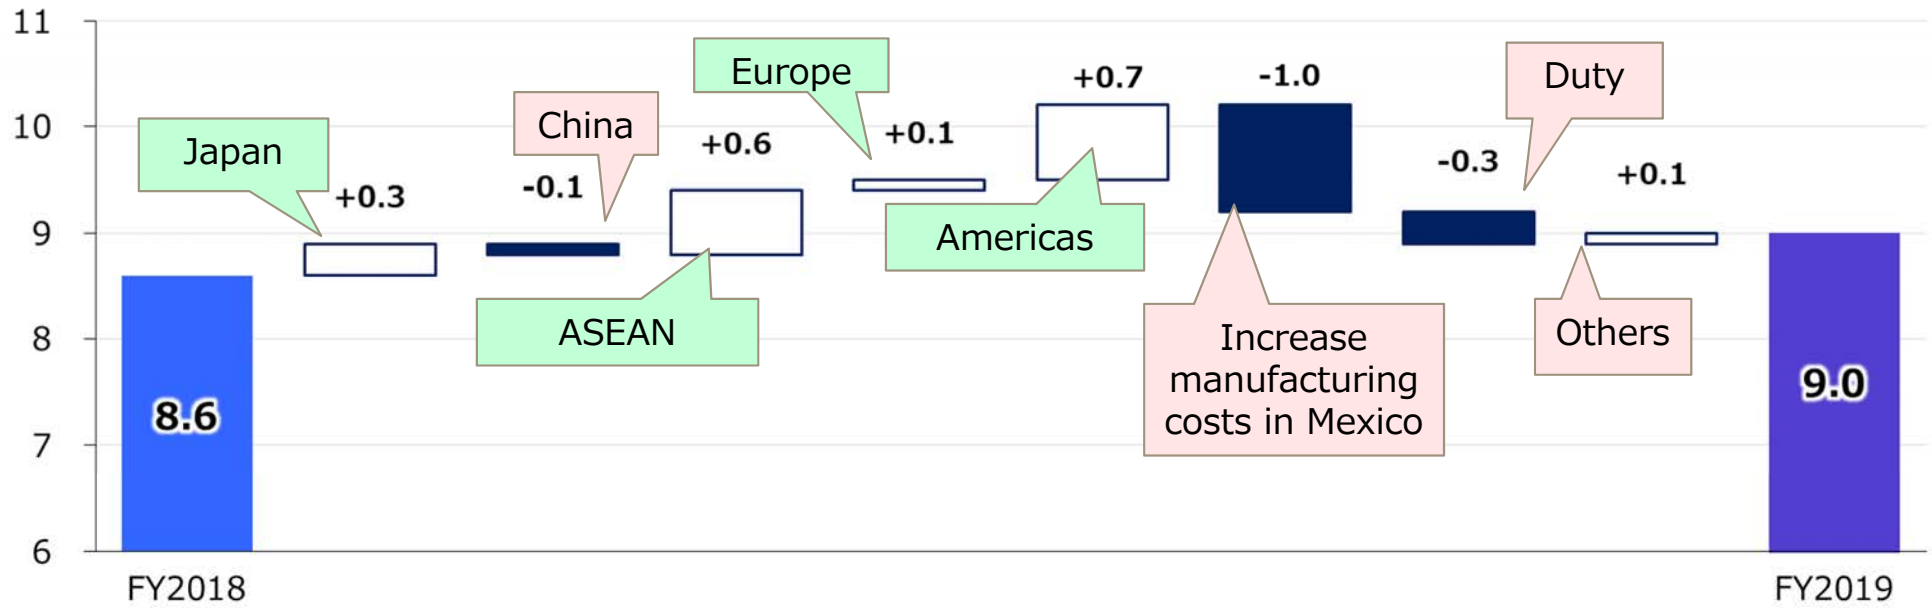 11
10
9
8
7
6
Japan
+0.3
China
-0.1
+0.6
ASEAN
Europe
+0.1
+0.7
Americas
-1.0
Increase
manufacturing
costs in Mexico
-0.3
Duty
+0.1
Others
8.6
9.0
FY2018
FY2019